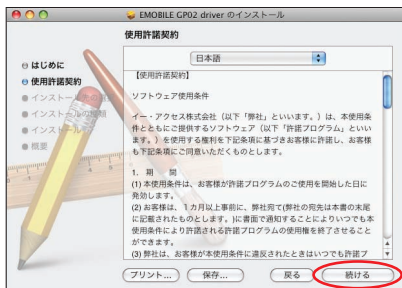 EMOBILE GP02 driver のインストール
使用許諾契約
はじめに
使用許諾契約
インストール
インストール
インストール
概要
日本語
【使用許諾契約】
ソフトウェア使用条件
イー・アクセス株式会社（以下「弊社」といいます。）は、本使用条
件とともにご提供するソフトウェア（以下「許諾プログラム」といい
ます。）を使用する権利を下記条項に基づきお客様に許諾し、お客様
も下記条項にご同意いただくものとします。
1. 期　間
(1) 本使用条件は、お客様が許諾プログラムのご使用を開始した日に
発効します。
(2) お客様は、１カ月以上事前に、弊社宛て(弊社の宛先は本書の末尾
に記載されたものとします。)に書面で通知することによりいつでも本
使用条件により許諾される許諾プログラムの使用権を終了させること
ができます。
(3) 弊社は、お客様が本使用条件に違反されたときはいつでも許諾プ
プリント...
保存...
戻る
続ける